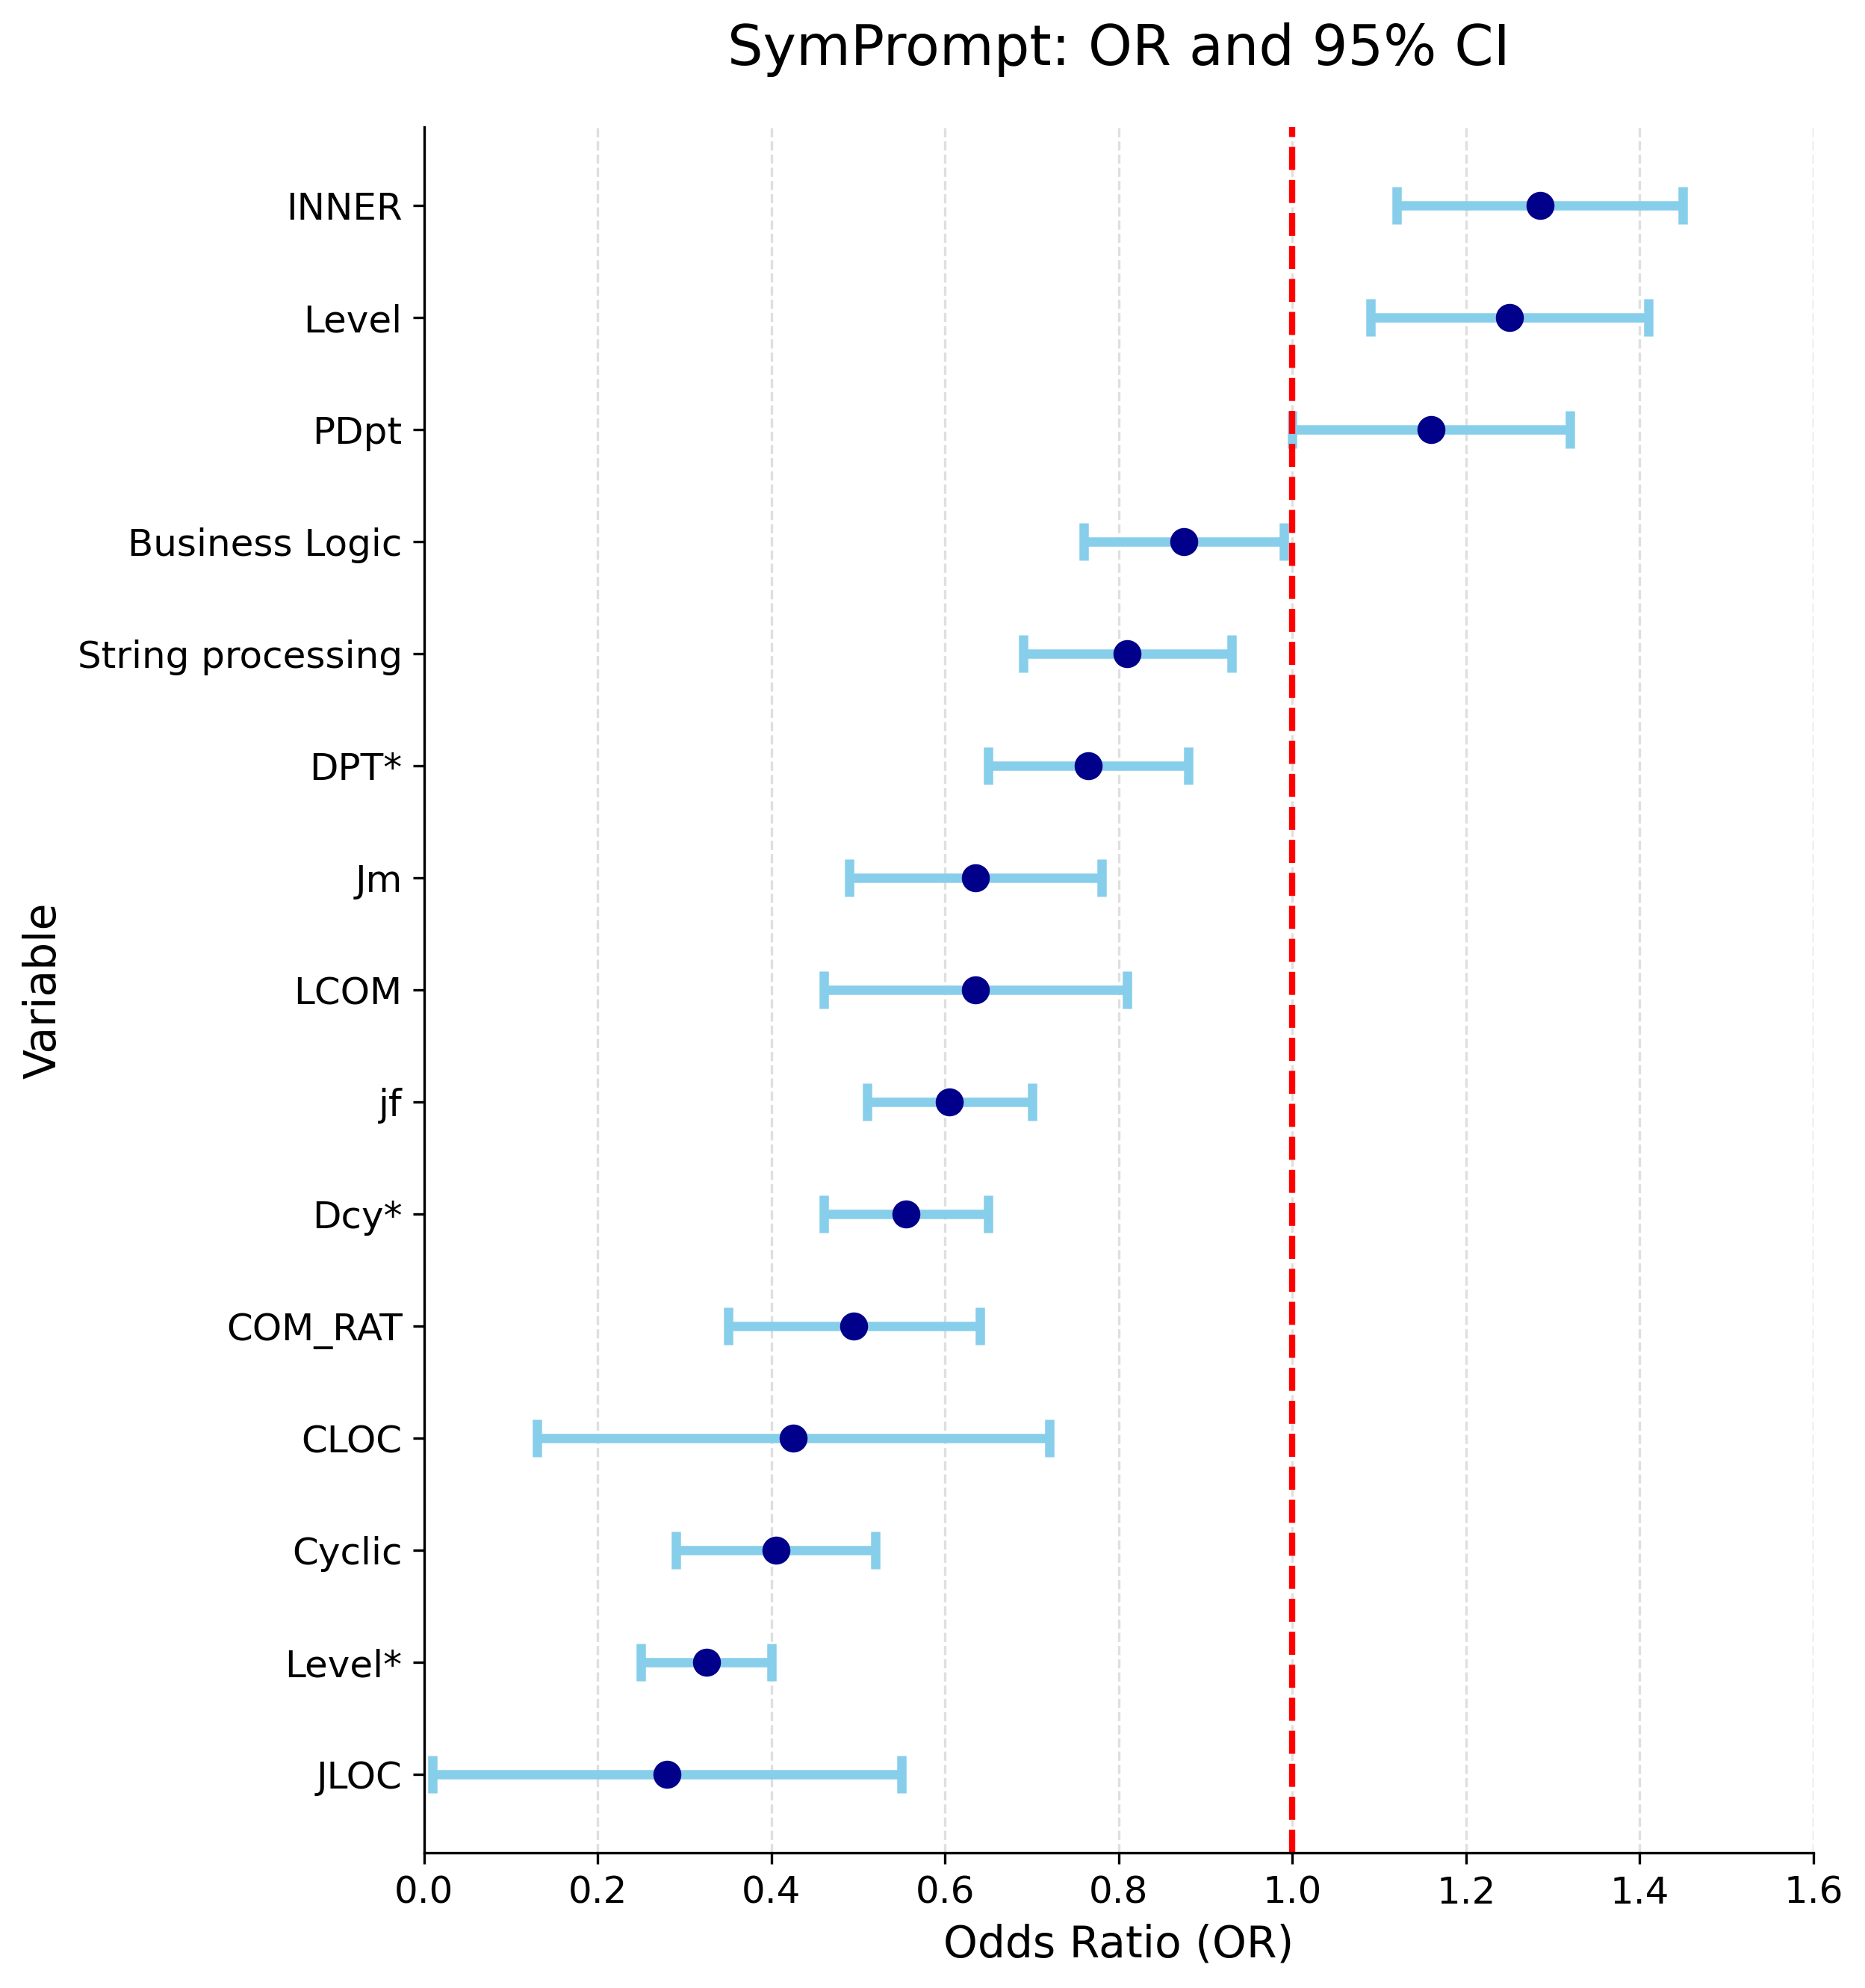 SymPrompt: OR and 95% CI
INNER
Level
PDpt
Business Logic
String processing
DPT*
Jm
LCOM
jf
Dcy*
COM_RAT
CLOC
Cyclic
Level*
JLOC
Variable
0.0 0.2 0.4 0.6 0.8 1.0 1.2 1.4 1.6
Odds Ratio (OR)